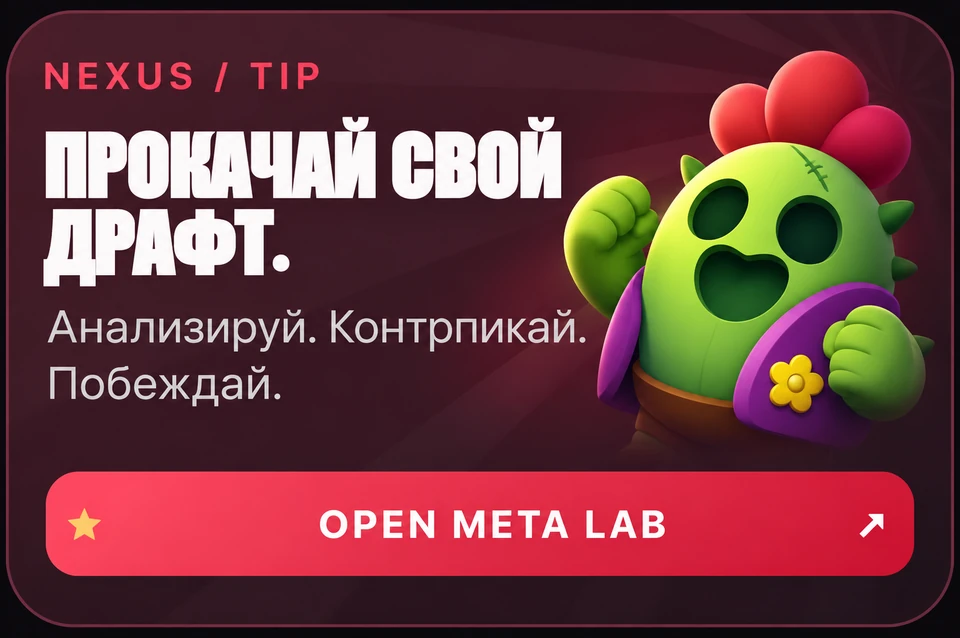 NEXUS / TIP
ПРОКАЧАЙ СВОЙ
ДРАФТ.
Анализируй. Контрпикай.
Побеждай.
OPEN META LAB